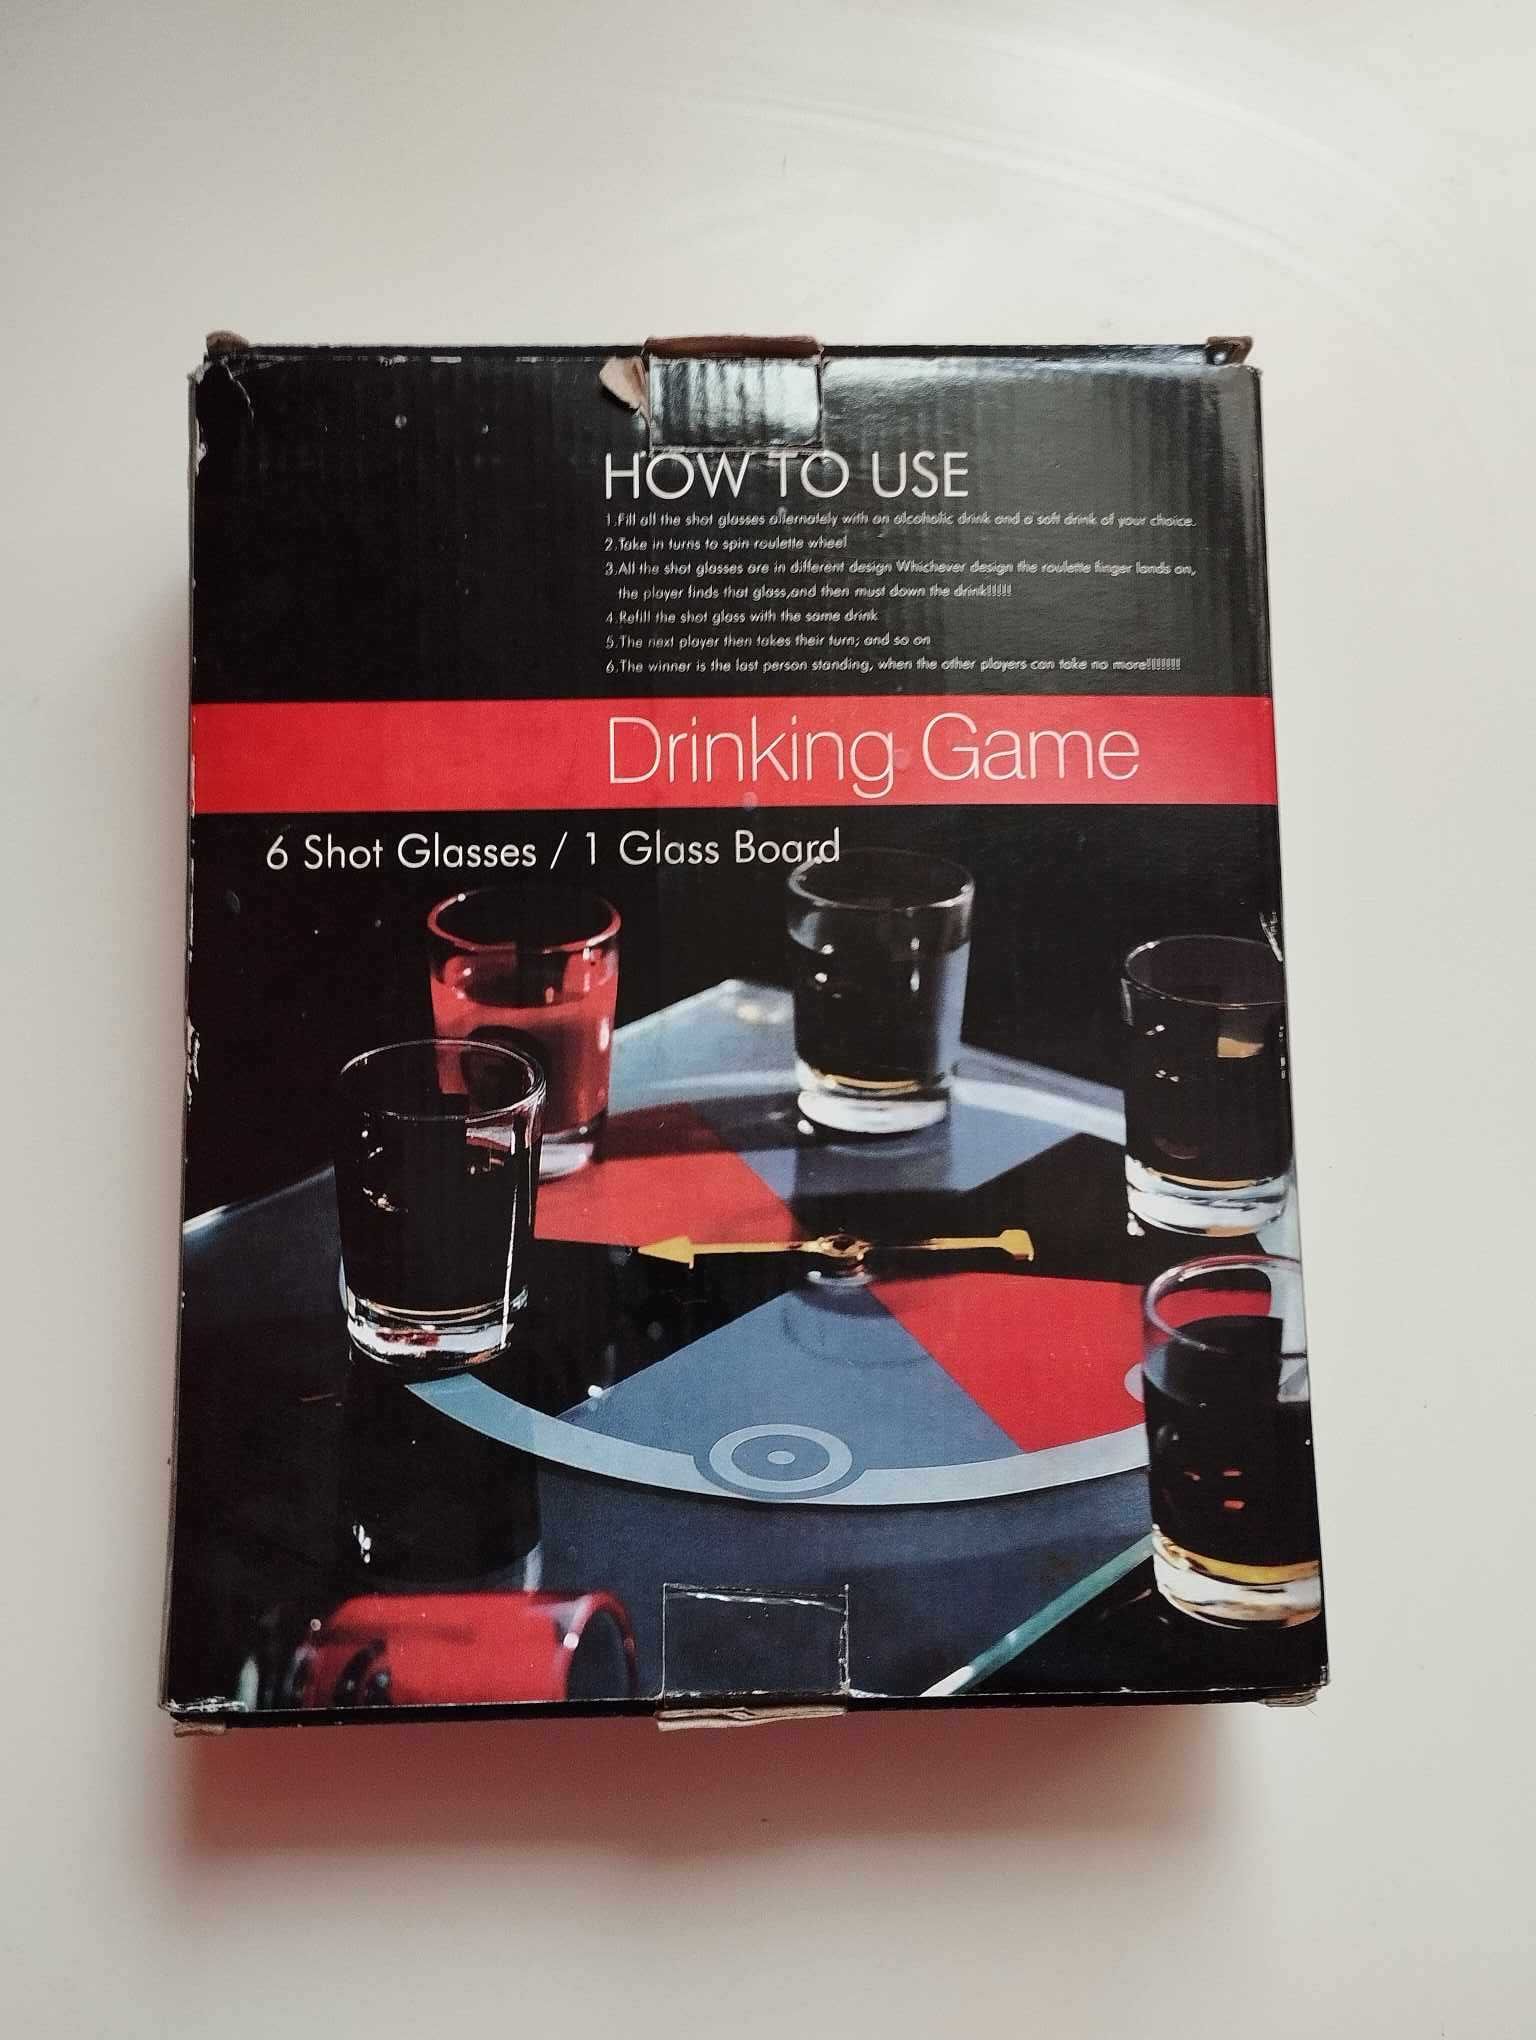 HOW TO USE
1.Fill all the shot glasses allernately with an alcoholic drink and a soft drink of your choice.
2.Take in turns to spin roulette wheel
3.All the shot glasses are in different design Whichever design the roulette finger lands on,
the player finds that glass,and then must down the drink!!!!!
4.Refill the shot glass with the same drink
5.The next player then takes their turn; and so on
6.The winner is the last person standing, when the other players can take no more!!!!!!!!
Drinking Game
6 Shot Glasses / 1 Glass Board